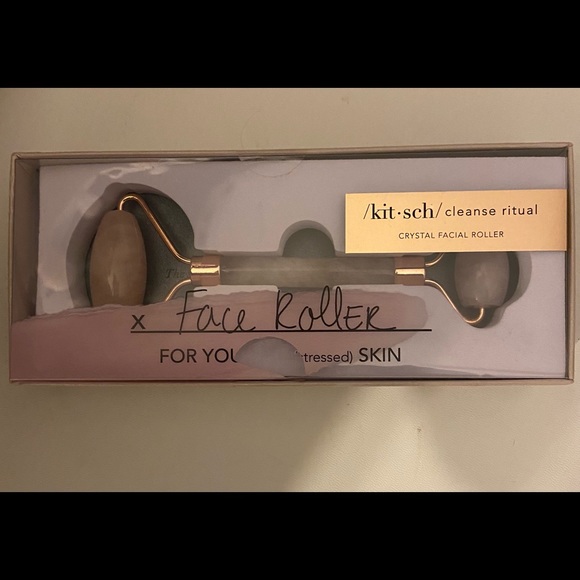 /kit·sch/ cleanse ritual
CRYSTAL FACIAL ROLLER
x Face Roller
FOR YOU tressed) SKIN